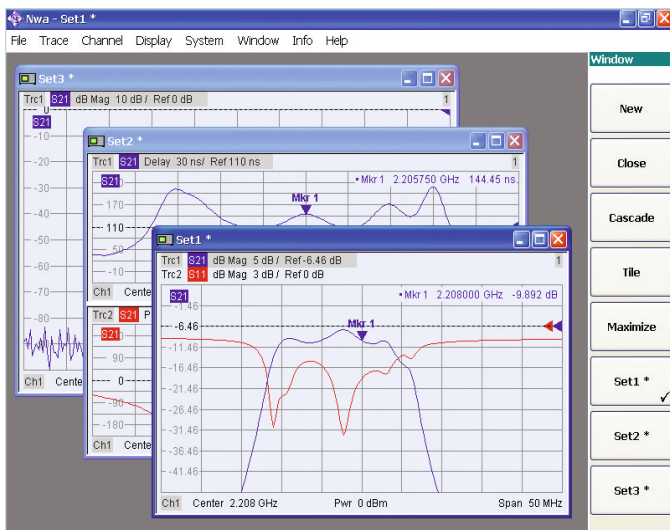 Nwa - Set1 *
File Trace Channel Display System Window Info Help
Window
New
Close
Cascade
Tile
Maximize
Set1 *
Set2 *
Set3 *
Set3 *
Trc1 S21 dB Mag 10 dB / Ref 0 dB 1
S21
-10
-20
-30
-40
-50
-60
-70
-80
Ch1 Cente
Set2 *
Trc1 S21 Delay 30 ns/ Ref 110 ns 1
S21
• Mkr 1 2.205750 GHz 144.45 ns
Mkr 1
170
110
50
-10
Ch1 Cente
Trc2 S21 P
S21
90
0
-90
-180
Ch1 Cente
Set1 *
Trc1 S21 dB Mag 5 dB / Ref -6.46 dB 1
Trc2 S11 dB Mag 3 dB / Ref 0 dB
S21
• Mkr 1 2.208000 GHz -9.892 dB
-1.46
Mkr 1
-6.46
-11.46
-16.46
-21.46
-26.46
-31.46
-36.46
-41.46
Ch1 Center 2.208 GHz Pwr 0 dBm Span 50 MHz